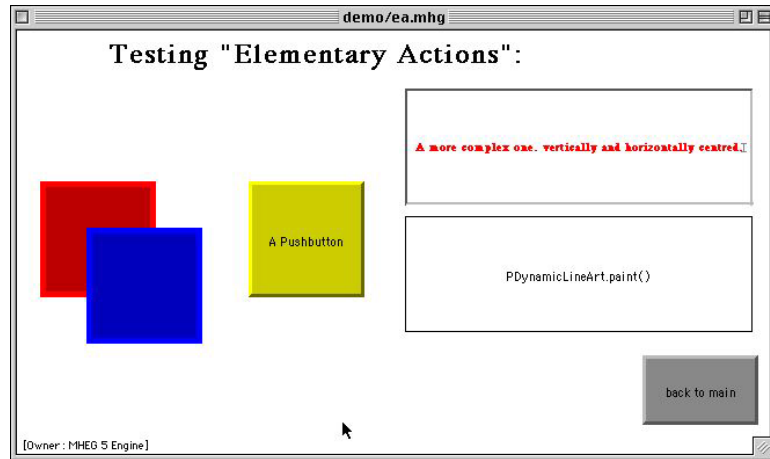 demo/ea.mhg
Testing "Elementary Actions":
A more complex one. vertically and horizontally centred.
A Pushbutton
PDynamicLineArt.paint()
back to main
[Owner : MHEG 5 Engine]